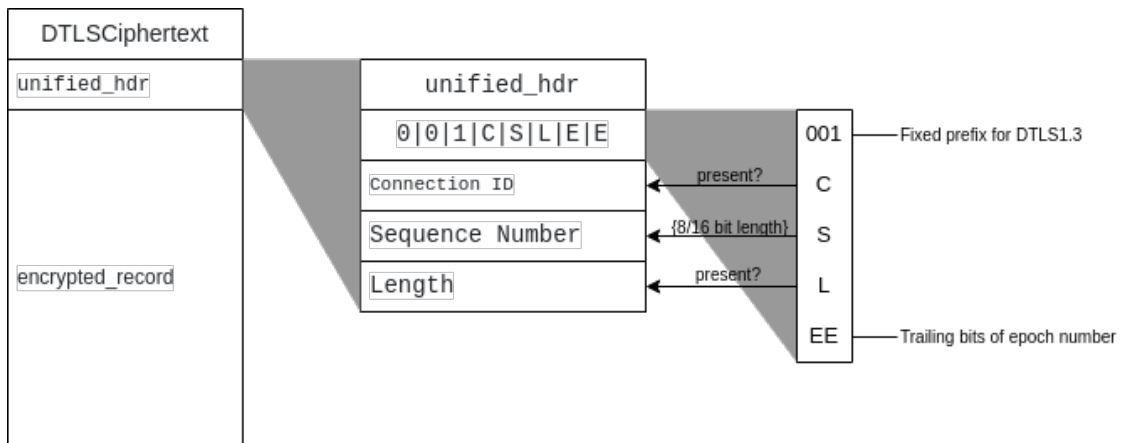 DTLSCiphertext
unified_hdr
encrypted_record
unified_hdr
0|0|1|C|S|L|E|E
Connection ID
Sequence Number
Length
present?
{8/16 bit length}
present?
001
C
S
L
EE
Fixed prefix for DTLS1.3
Trailing bits of epoch number